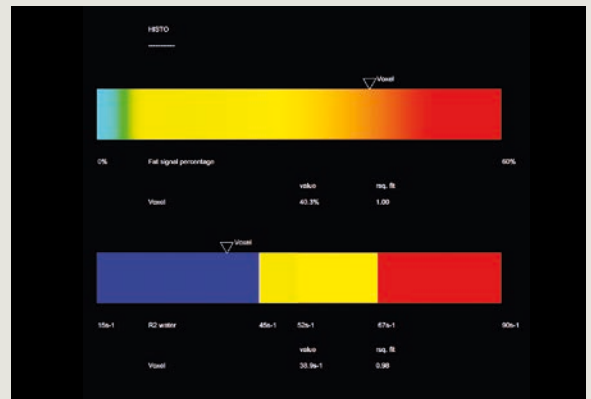 HISTO
Voxel
0% Fat signal percentage 60%
value rsq. fit
Voxel 40.3% 1.00
Voxel
15s-1 R2 water 45s-1 52s-1 67s-1 90s-1
value rsq. fit
Voxel 38.9s-1 0.98